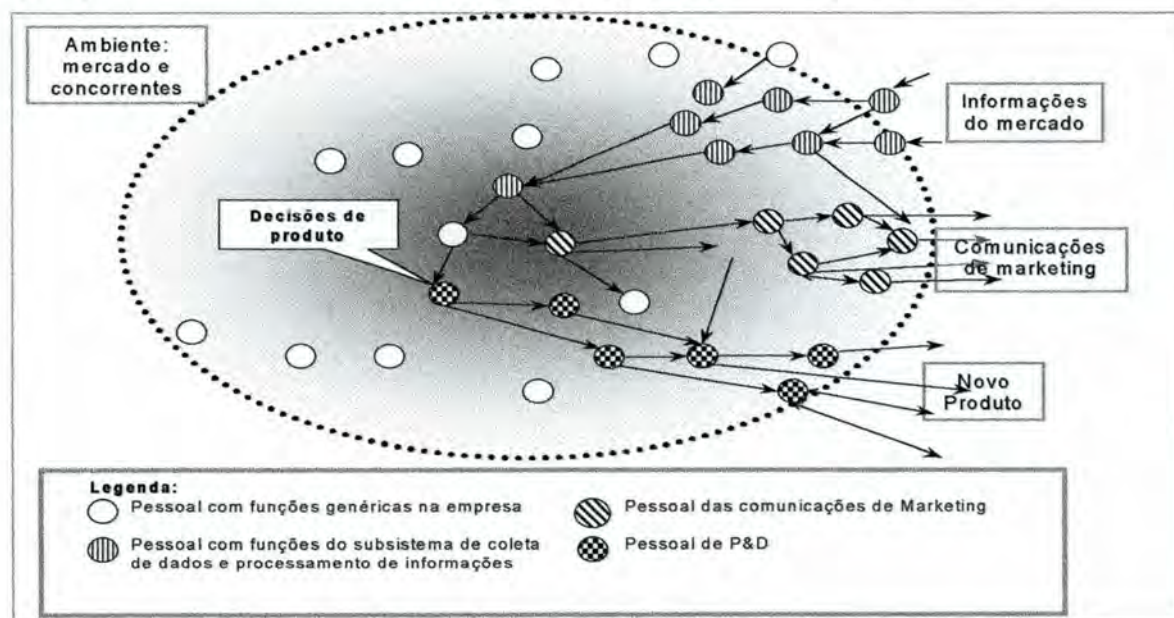 Ambiente:
mercado e
concorrentes
Informações
do mercado
Decisões de
produto
Comunicações
de marketing
Novo
Produto
Legenda:
Pessoal com funções genéricas na empresa
Pessoal das comunicações de Marketing
Pessoal com funções do subsistema de coleta
de dados e processamento de informações
Pessoal de P&D